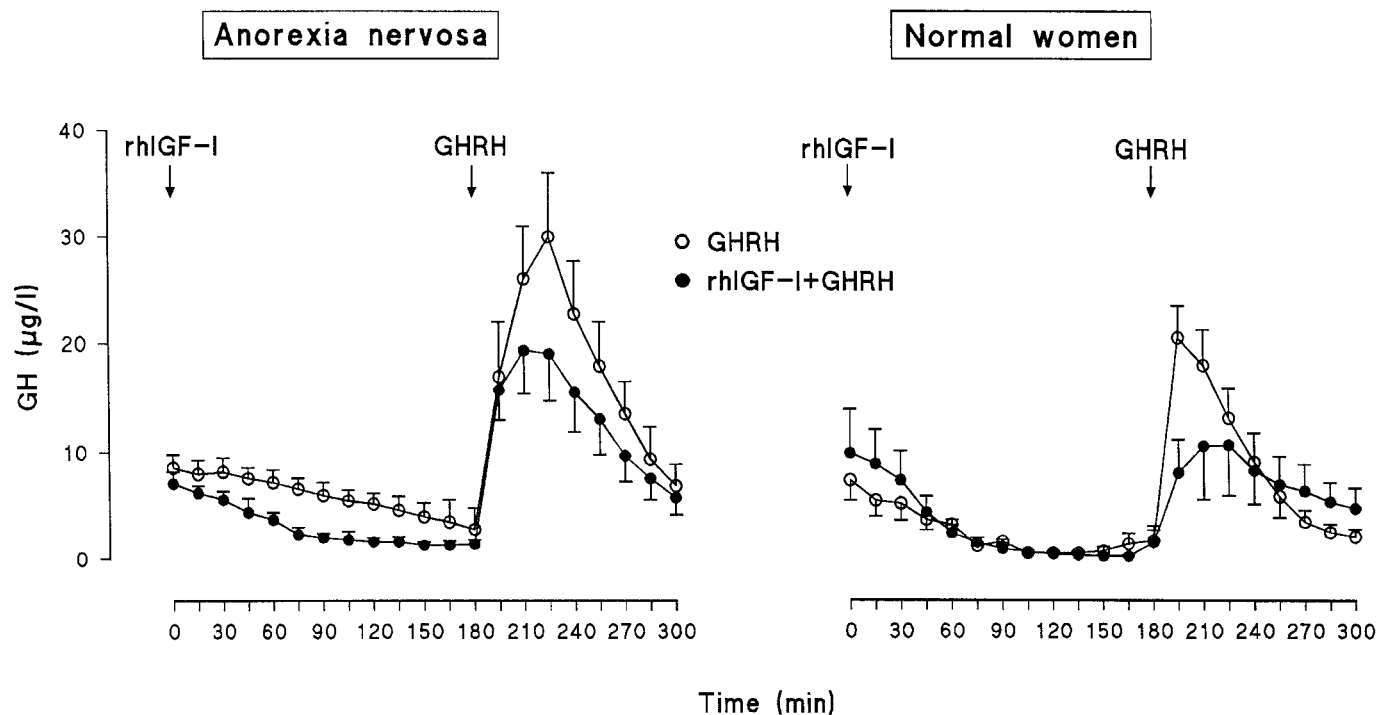 Anorexia nervosa
Normal women
40
30
20
10
0
GH (µg/l)
rhIGF-I
GHRH
rhIGF-I
GHRH
GHRH
rhIGF-I+GHRH
0 30 60 90 120 150 180 210 240 270 300
0 30 60 90 120 150 180 210 240 270 300
Time (min)